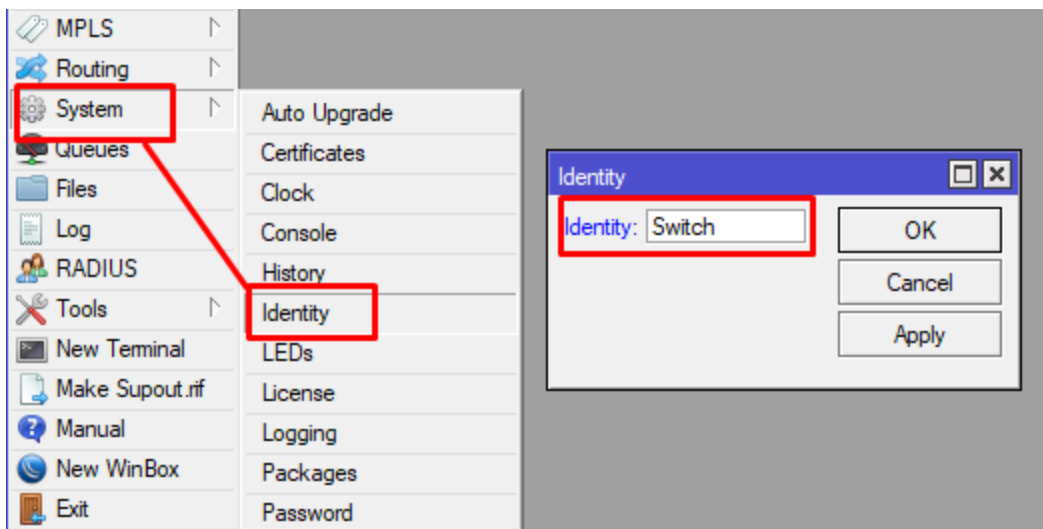 MPLS
Routing
System
Queues
Files
Log
RADIUS
Tools
New Terminal
Make Supout.rif
Manual
New WinBox
Exit
Auto Upgrade
Certificates
Clock
Console
History
Identity
LEDs
License
Logging
Packages
Password
Identity
Identity: Switch
OK
Cancel
Apply